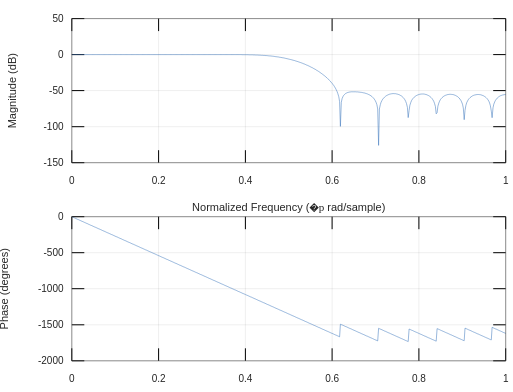 50
0
-50
-100
-150
Magnitude (dB)
0 0.2 0.4 0.6 0.8 1
Normalized Frequency (�p rad/sample)
0
-500
-1000
-1500
-2000
Phase (degrees)
0 0.2 0.4 0.6 0.8 1